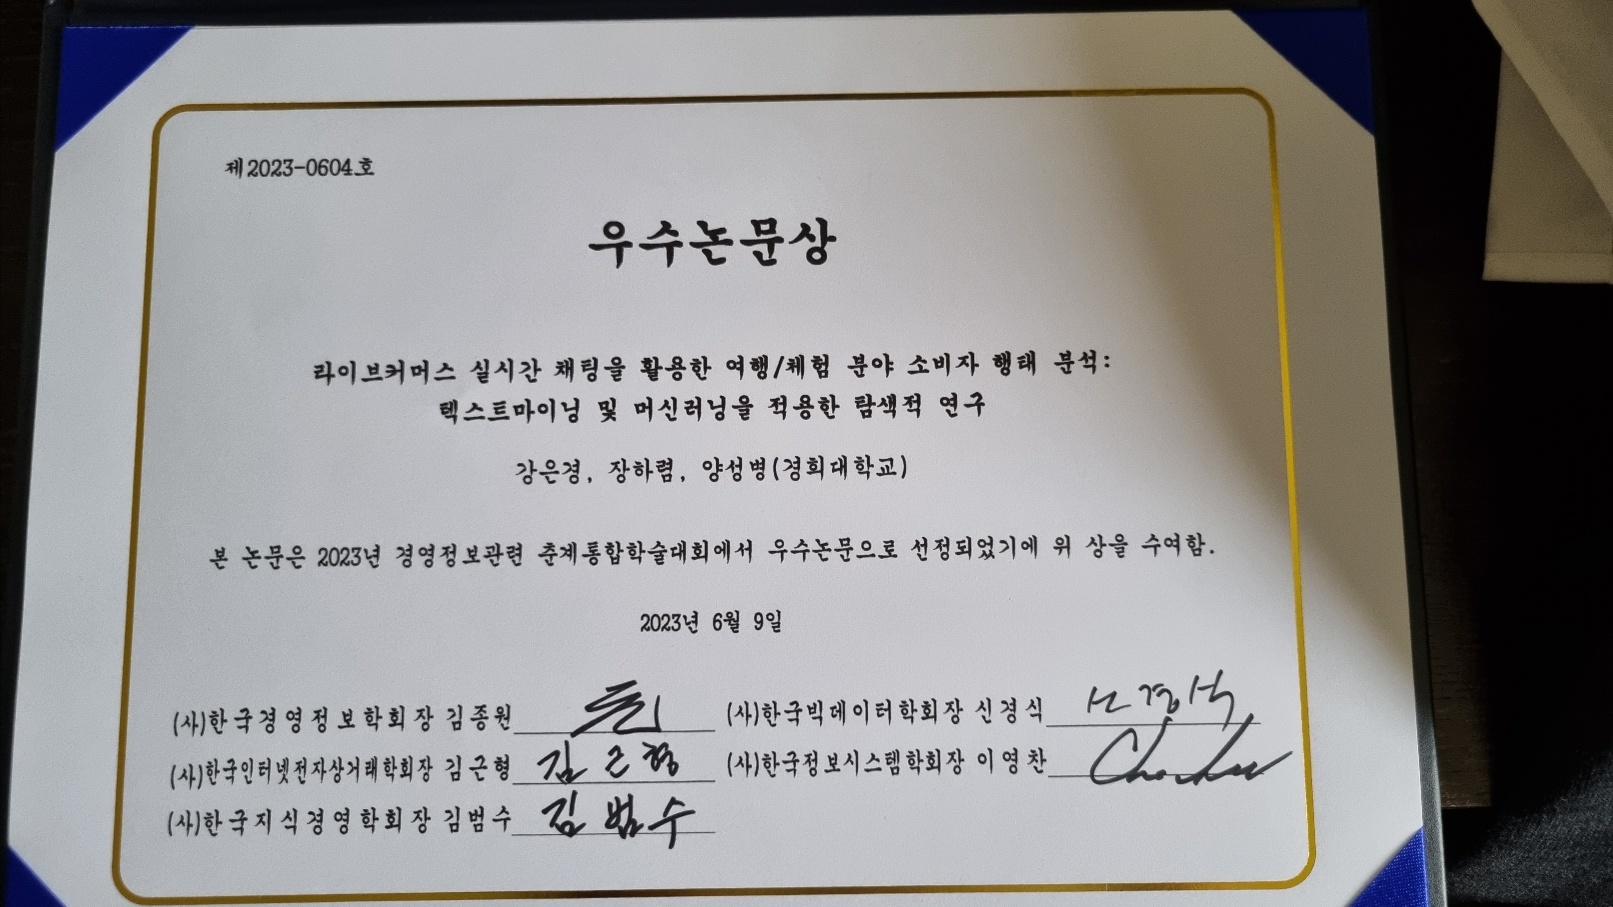 제2023-0604호
우수논문상
라이브커머스 실시간 채팅을 활용한 여행/체험 분야 소비자 행태 분석:
텍스트마이닝 및 머신러닝을 적용한 탐색적 연구
강은경, 장하렴, 양성병(경희대학교)
본 논문은 2023년 경영정보관련 춘계통합학술대회에서 우수논문으로 선정되었기에 위 상을 수여함.
2023년 6월 9일
(사)한국경영정보학회장 김종원
(사)한국빅데이터학회장 신경식 신경식
(사)한국인터넷전자상거래학회장 김근형 김근형
(사)한국정보시스템학회장 이영찬
(사)한국지식경영학회장 김범수 김범수